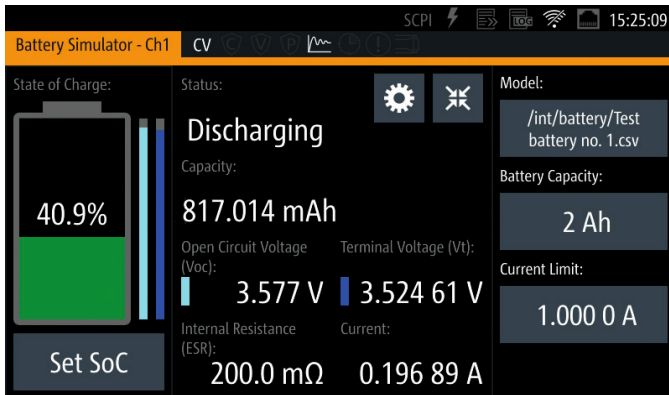 SCPI LOG 15:25:09
Battery Simulator - Ch1 CV C V P
State of Charge:
40.9%
Set SoC
Status:
Discharging
Capacity:
817.014 mAh
Open Circuit Voltage
(Voc):
3.577 V
Terminal Voltage (Vt):
3.524 61 V
Internal Resistance
(ESR):
200.0 mΩ
Current:
0.196 89 A
Model:
/int/battery/Test
battery no. 1.csv
Battery Capacity:
2 Ah
Current Limit:
1.000 0 A